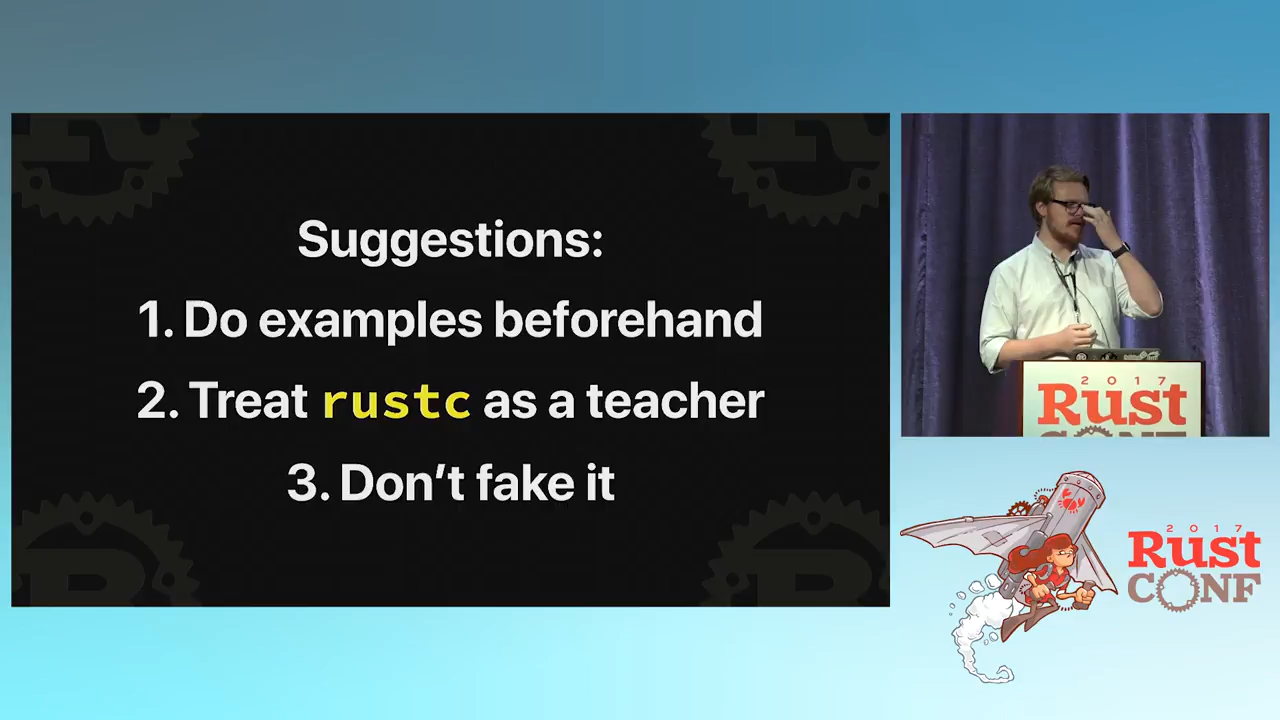 Suggestions:
1. Do examples beforehand
2. Treat rustc as a teacher
3. Don't fake it
2017
Rust
CONF
2017
Rust
CONF